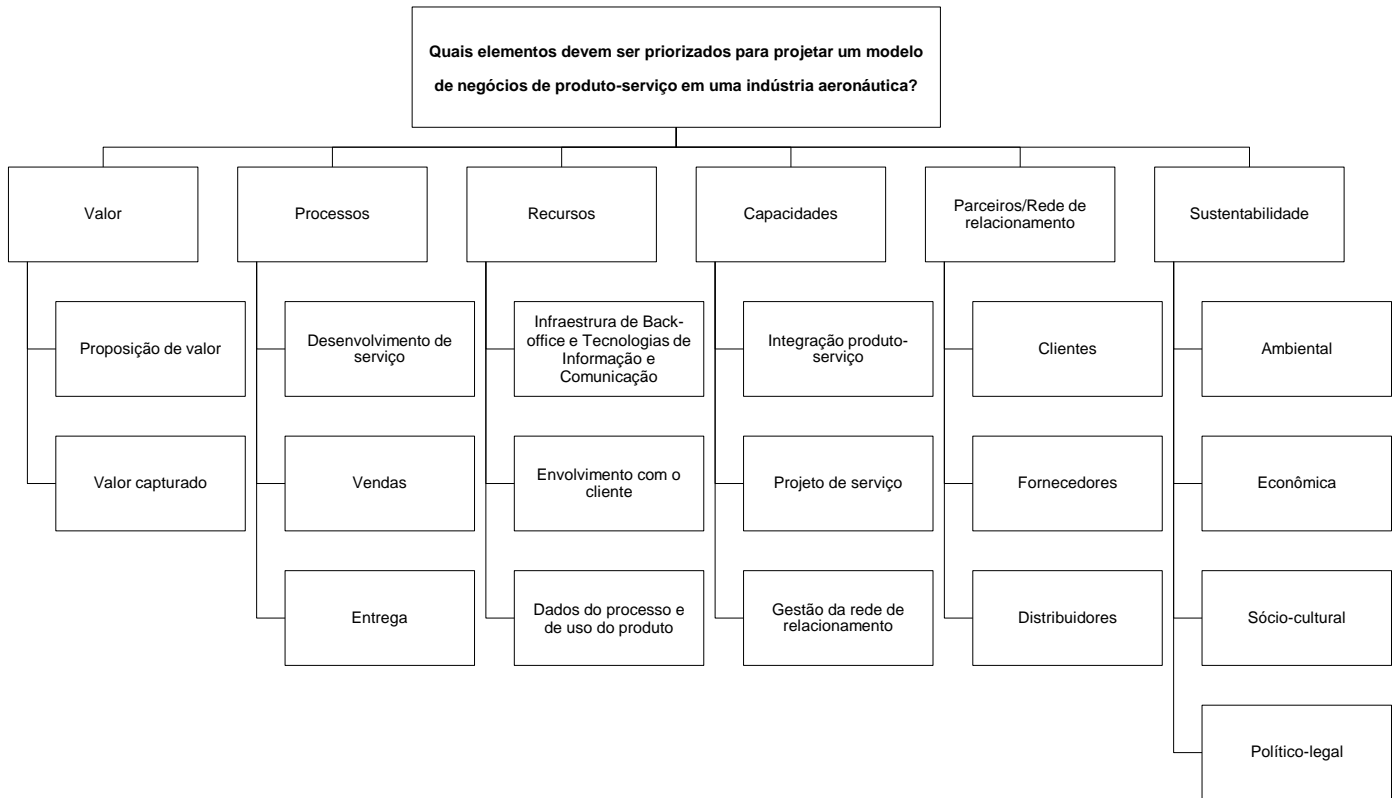 Quais elementos devem ser priorizados para projetar um modelo
de negócios de produto-serviço em uma indústria aeronáutica?
Valor
Processos
Recursos
Capacidades
Parceiros/Rede de
relacionamento
Sustentabilidade
Proposição de valor
Valor capturado
Desenvolvimento de
serviço
Vendas
Entrega
Infraestrura de Back-
office e Tecnologias de
Informação e
Comunicação
Envolvimento com o
cliente
Dados do processo e
de uso do produto
Integração produto-
serviço
Projeto de serviço
Gestão da rede de
relacionamento
Clientes
Fornecedores
Distribuidores
Ambiental
Econômica
Sócio-cultural
Político-legal